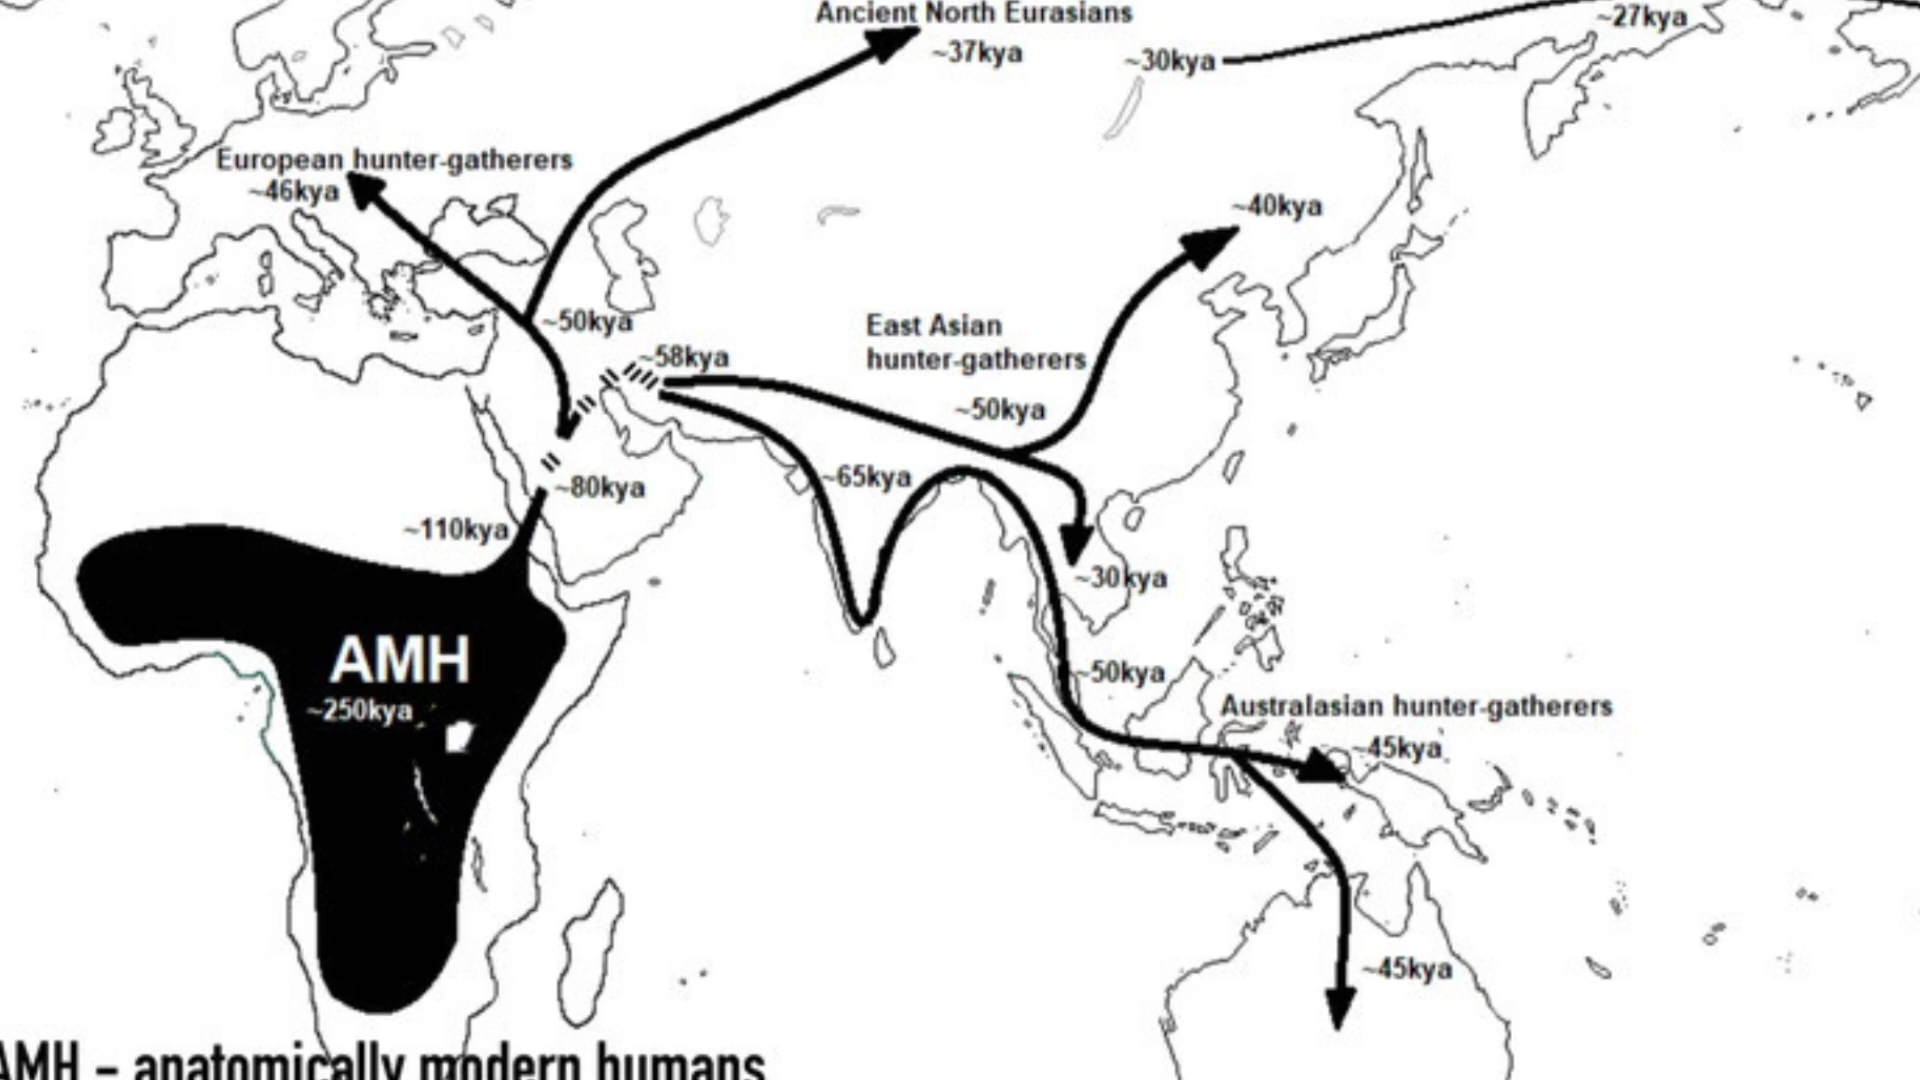 Ancient North Eurasians
~37kya
~30kya
~27kya
European hunter-gatherers
~46kya
~40kya
~50kya
~58kya
East Asian
hunter-gatherers
~50kya
~65kya
~80kya
~110kya
~30kya
AMH
~250kya
~50kya
Australasian hunter-gatherers
~45kya
~45kya
AMH – anatomically modern humans